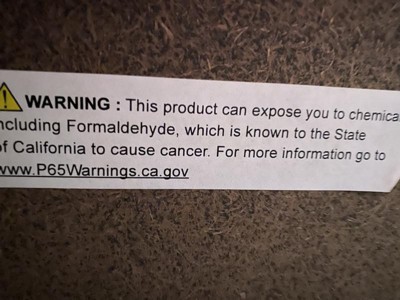 WARNING : This product can expose you to chemica
ncluding Formaldehyde, which is known to the State
of California to cause cancer. For more information go to
www.P65Warnings.ca.gov